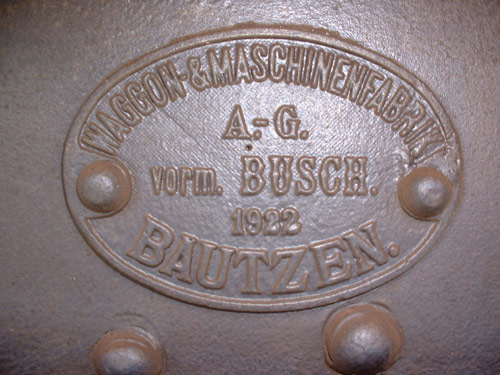 WAGGON-&MASCHINENFABRIK
A.-G.
vorm. BUSCH.
1922
BAUTZEN.